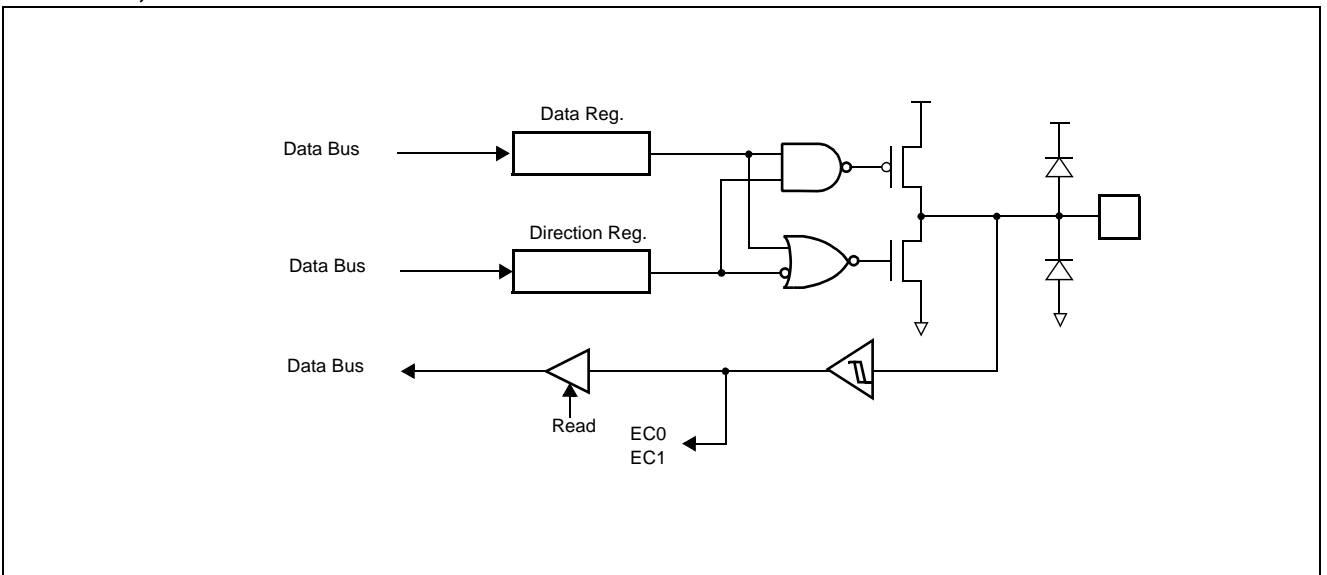 Data Reg.
Data Bus
Direction Reg.
Data Bus
Data Bus
Read
EC0
EC1